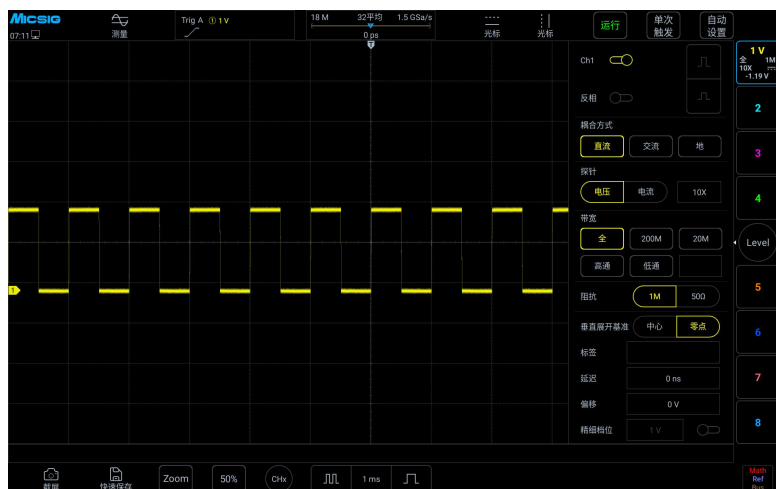 Micsig
07:11
测量
Trig A ① 1 V
18 M 32平均 1.5 GSa/s
0 ps
T
光标
光标
运行
单次
触发
自动
设置
Ch1
反相
耦合方式
直流 交流 地
探针
电压 电流 10X
带宽
全 200M 20M
高通 低通
阻抗 1M 50Ω
垂直展开基准 中心 零点
标签
延迟 0 ns
偏移 0 V
精细档位 1 V
1 V
全 1M
10X
-1.19 V
2
3
4
Level
5
6
7
8
1
截屏
快速保存
Zoom
50%
CHx
1 ms
Math
Ref
Bus